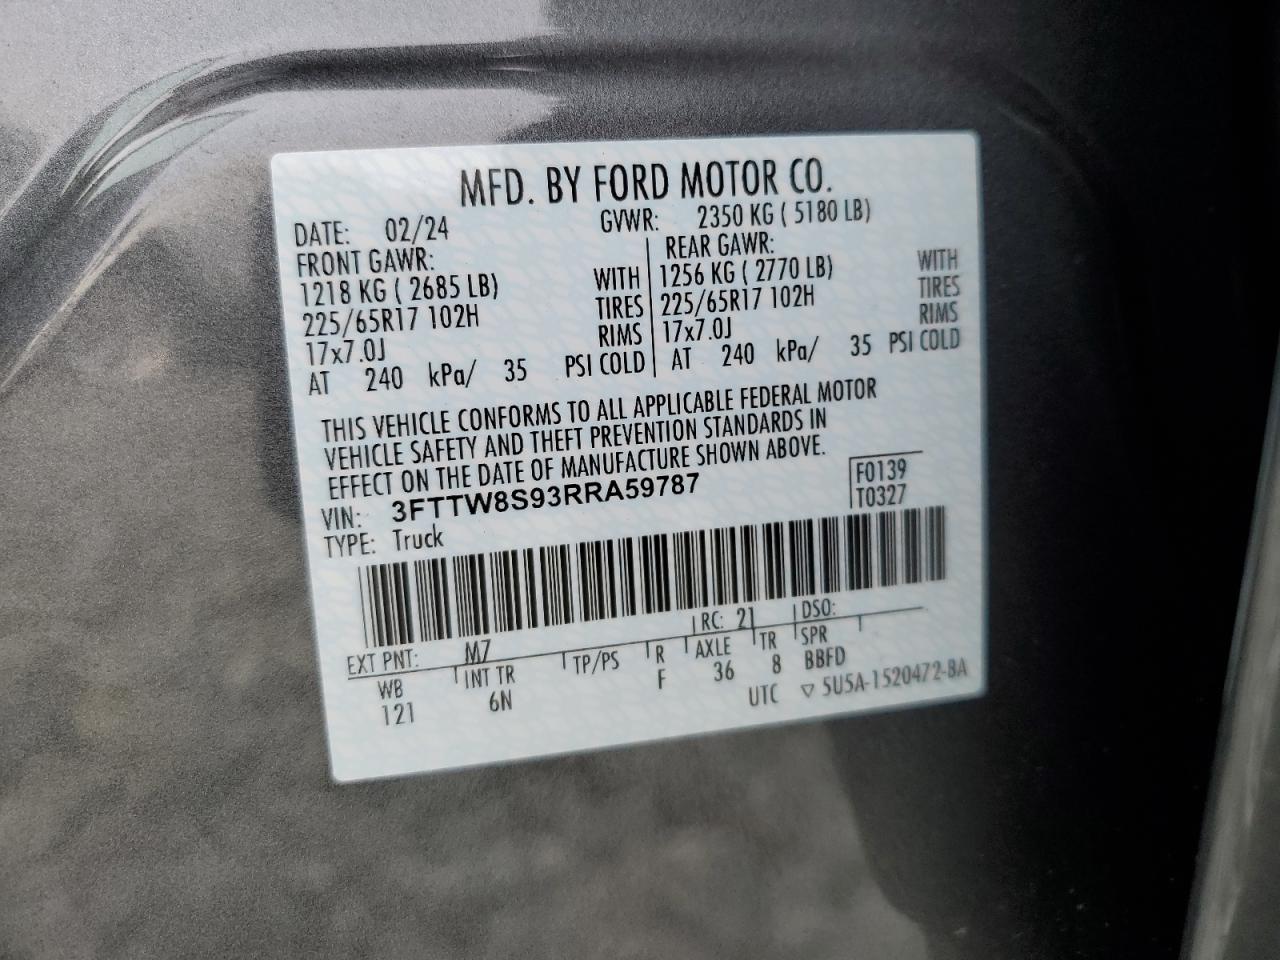 MFD. BY FORD MOTOR CO.
DATE: 02/24 GVWR: 2350 KG ( 5180 LB)
FRONT GAWR: REAR GAWR:
1218 KG ( 2685 LB) WITH 1256 KG ( 2770 LB) WITH
225/65R17 102H TIRES 225/65R17 102H TIRES
17x7.0J RIMS 17x7.0J RIMS
AT 240 kPa/ 35 PSI COLD AT 240 kPa/ 35 PSI COLD
THIS VEHICLE CONFORMS TO ALL APPLICABLE FEDERAL MOTOR
VEHICLE SAFETY AND THEFT PREVENTION STANDARDS IN
EFFECT ON THE DATE OF MANUFACTURE SHOWN ABOVE.
VIN: 3FTTW8S93RRA59787 F0139
TYPE: Truck T0327
EXT PNT: M7 RC: 21 DSO:
WB INT TR TP/PS R AXLE TR SPR
121 6N F 36 8 BBFD
UTC ▽ 5U5A-1520472-BA